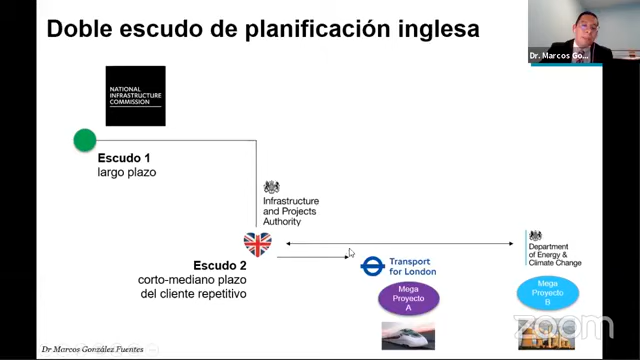 Doble escudo de planificación inglesa
Dr. Marcos Go...
NATIONAL
INFRASTRUCTURE
COMMISSION
Escudo 1
largo plazo
Infrastructure
and Projects
Authority
Escudo 2
corto-mediano plazo
del cliente repetitivo
Transport
for London
Mega
Proyecto
A
Department
of Energy &
Climate Change
Mega
Proyecto
B
zoom
Dr Marcos González Fuentes